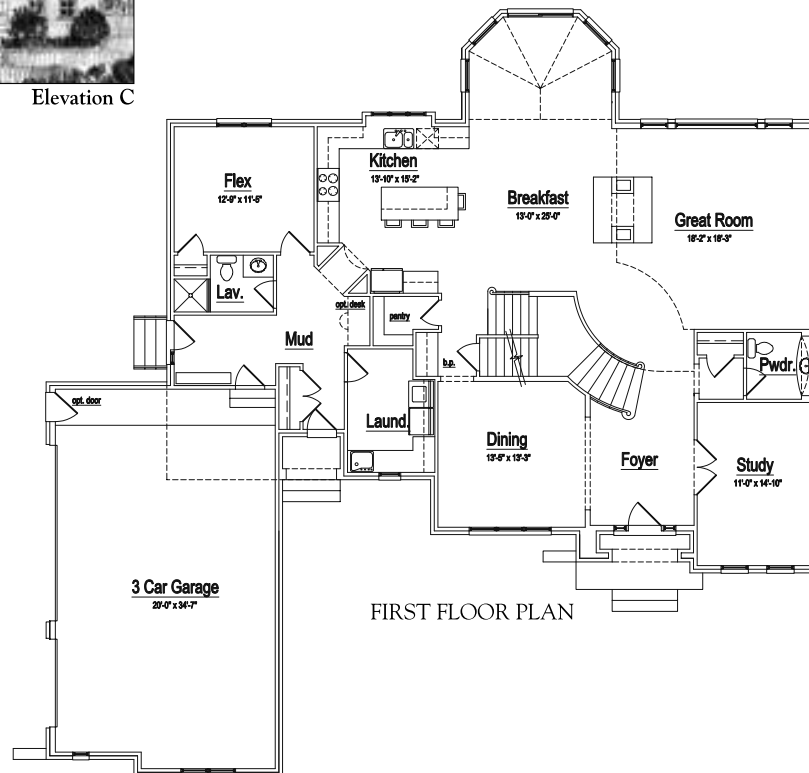 Elevation C
Flex
12'-9" x 11'-5"
Kitchen
13'-10" x 15'-2"
Breakfast
13'-0" x 25'-0"
Great Room
18'-2" x 18'-3"
Lav.
opt. desk
pantry
Mud
b.p.
Pwdr.
opt. door
Laund.
Dining
13'-5" x 13'-3"
Foyer
Study
11'-0" x 14'-10"
3 Car Garage
20'-0" x 34'-7"
FIRST FLOOR PLAN